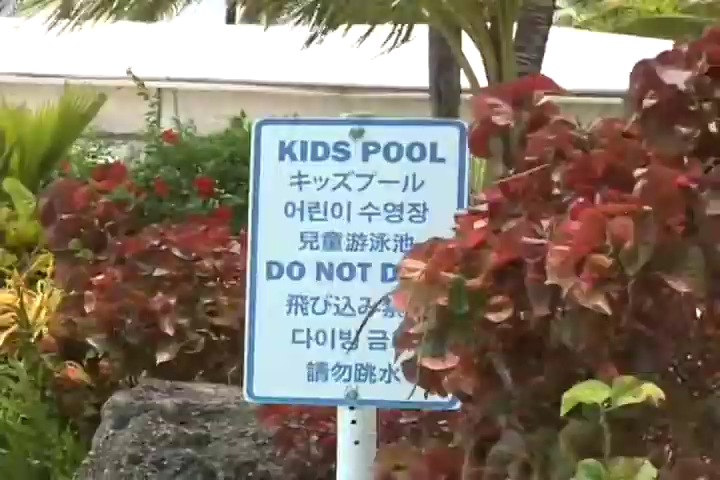 KIDS POOL
キッズプール
어린이 수영장
兒童游泳池
DO NOT
飛び込み
다이빙
請勿跳水